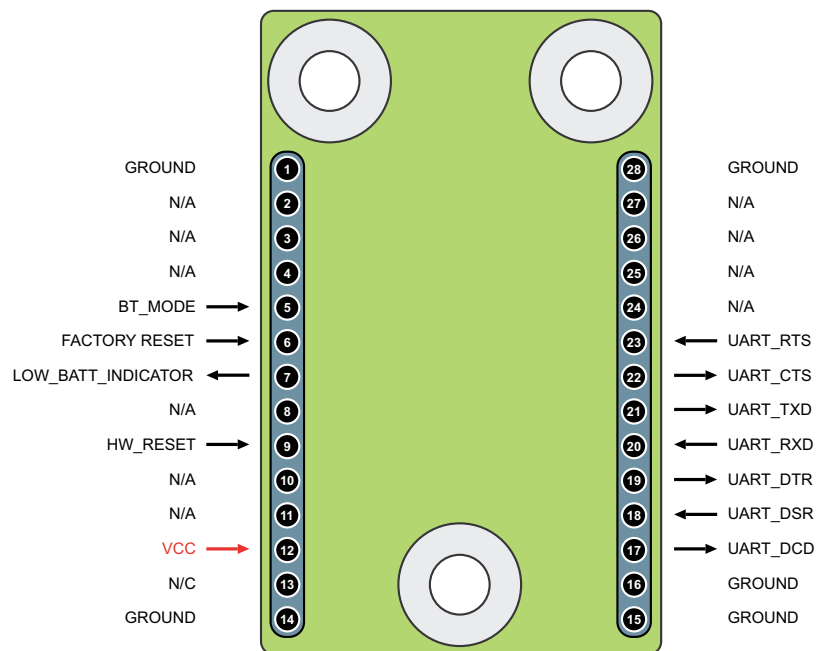 GROUND 1 28 GROUND
N/A 2 27 N/A
N/A 3 26 N/A
N/A 4 25 N/A
BT_MODE 5 24 N/A
FACTORY RESET 6 23 UART_RTS
LOW_BATT_INDICATOR 7 22 UART_CTS
N/A 8 21 UART_TXD
HW_RESET 9 20 UART_RXD
N/A 10 19 UART_DTR
N/A 11 18 UART_DSR
VCC 12 17 UART_DCD
N/C 13 16 GROUND
GROUND 14 15 GROUND